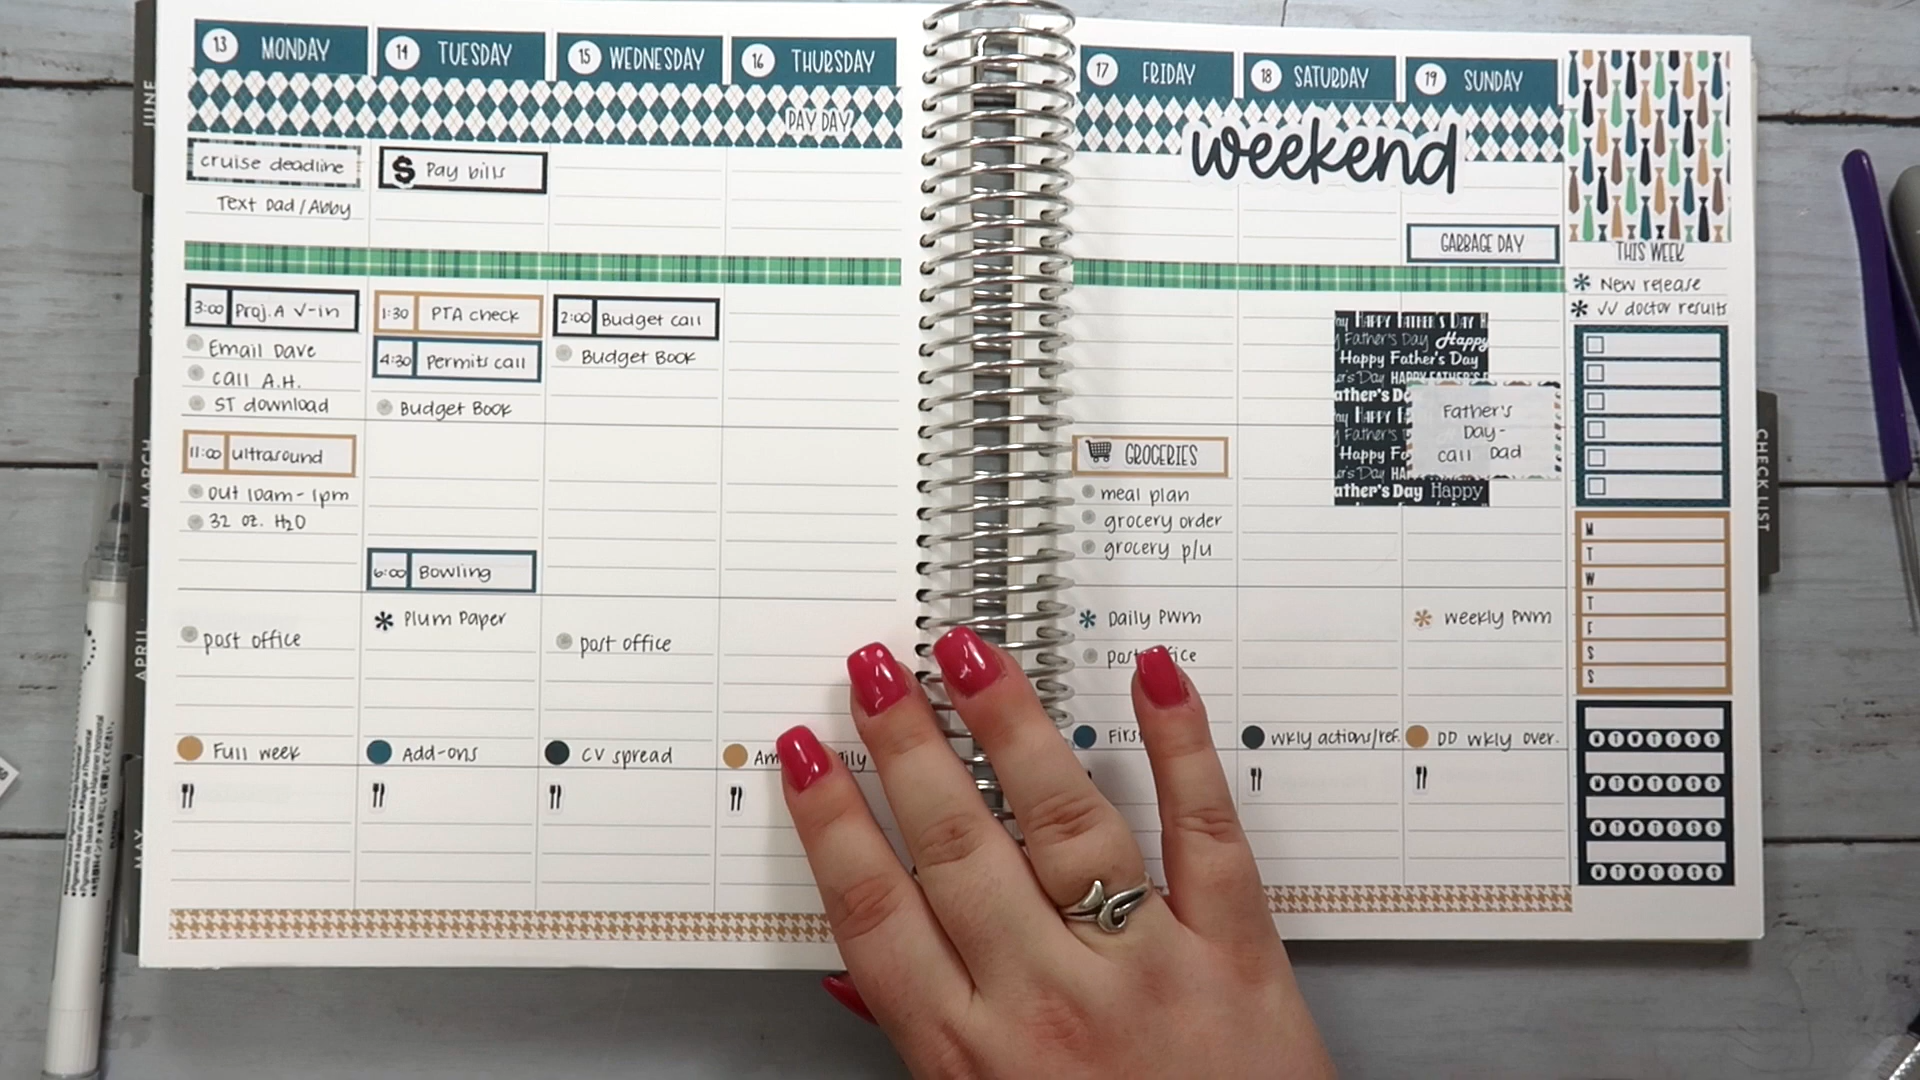 13 MONDAY
cruise deadline
Text Dad/Abby
3:00 Proj. A V-in
Email Dave
call A.H.
ST download
11:00 ultrasound
out 10am-1pm
32 oz. H2O
post office
Full week
14 TUESDAY
$ Pay bills
1:30 PTA check
4:30 Permits call
Budget Book
6:00 Bowling
* Plum Paper
Add-ons
15 WEDNESDAY
2:00 Budget call
Budget Book
post office
CV spread
16 THURSDAY
PAY DAY
17 FRIDAY
weekend
GROCERIES
meal plan
grocery order
grocery p/u
* Daily PWM
18 SATURDAY
Happy Father's Day
Happy Father's Day
wkly actions/ref.
19 SUNDAY
GARBAGE DAY
Father's
Day-
call Dad
* weekly PWM
DD wkly over.
THIS WEEK
* New release
* VV doctor results
M
T
W
T
F
S
S
M T W T F S S
M T W T F S S
M T W T F S S
M T W T F S S
JUNE
MARCH
APRIL
MAY
CHECK LIST